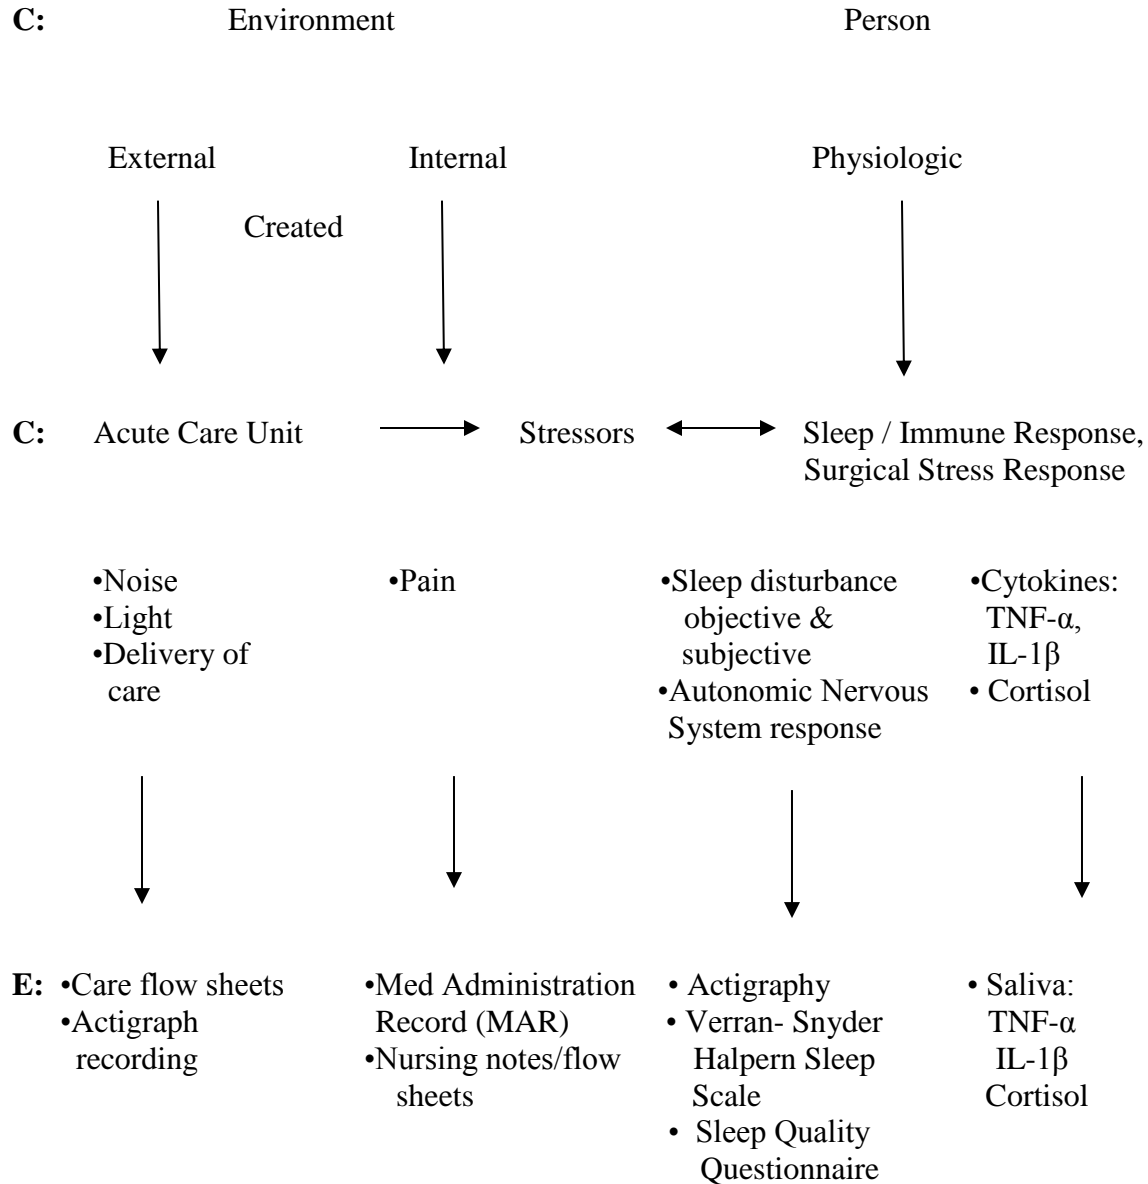 C: Environment Person
External Internal Physiologic
Created
C: Acute Care Unit Stressors Sleep / Immune Response,
Surgical Stress Response
•Noise
•Light
•Delivery of
care
•Pain
•Sleep disturbance
objective &
subjective
•Autonomic Nervous
System response
•Cytokines:
TNF-α,
IL-1β
• Cortisol
E: •Care flow sheets
•Actigraph
recording
•Med Administration
Record (MAR)
•Nursing notes/flow
sheets
• Actigraphy
• Verran- Snyder
Halpern Sleep
Scale
• Sleep Quality
Questionnaire
• Saliva:
TNF-α
IL-1β
Cortisol